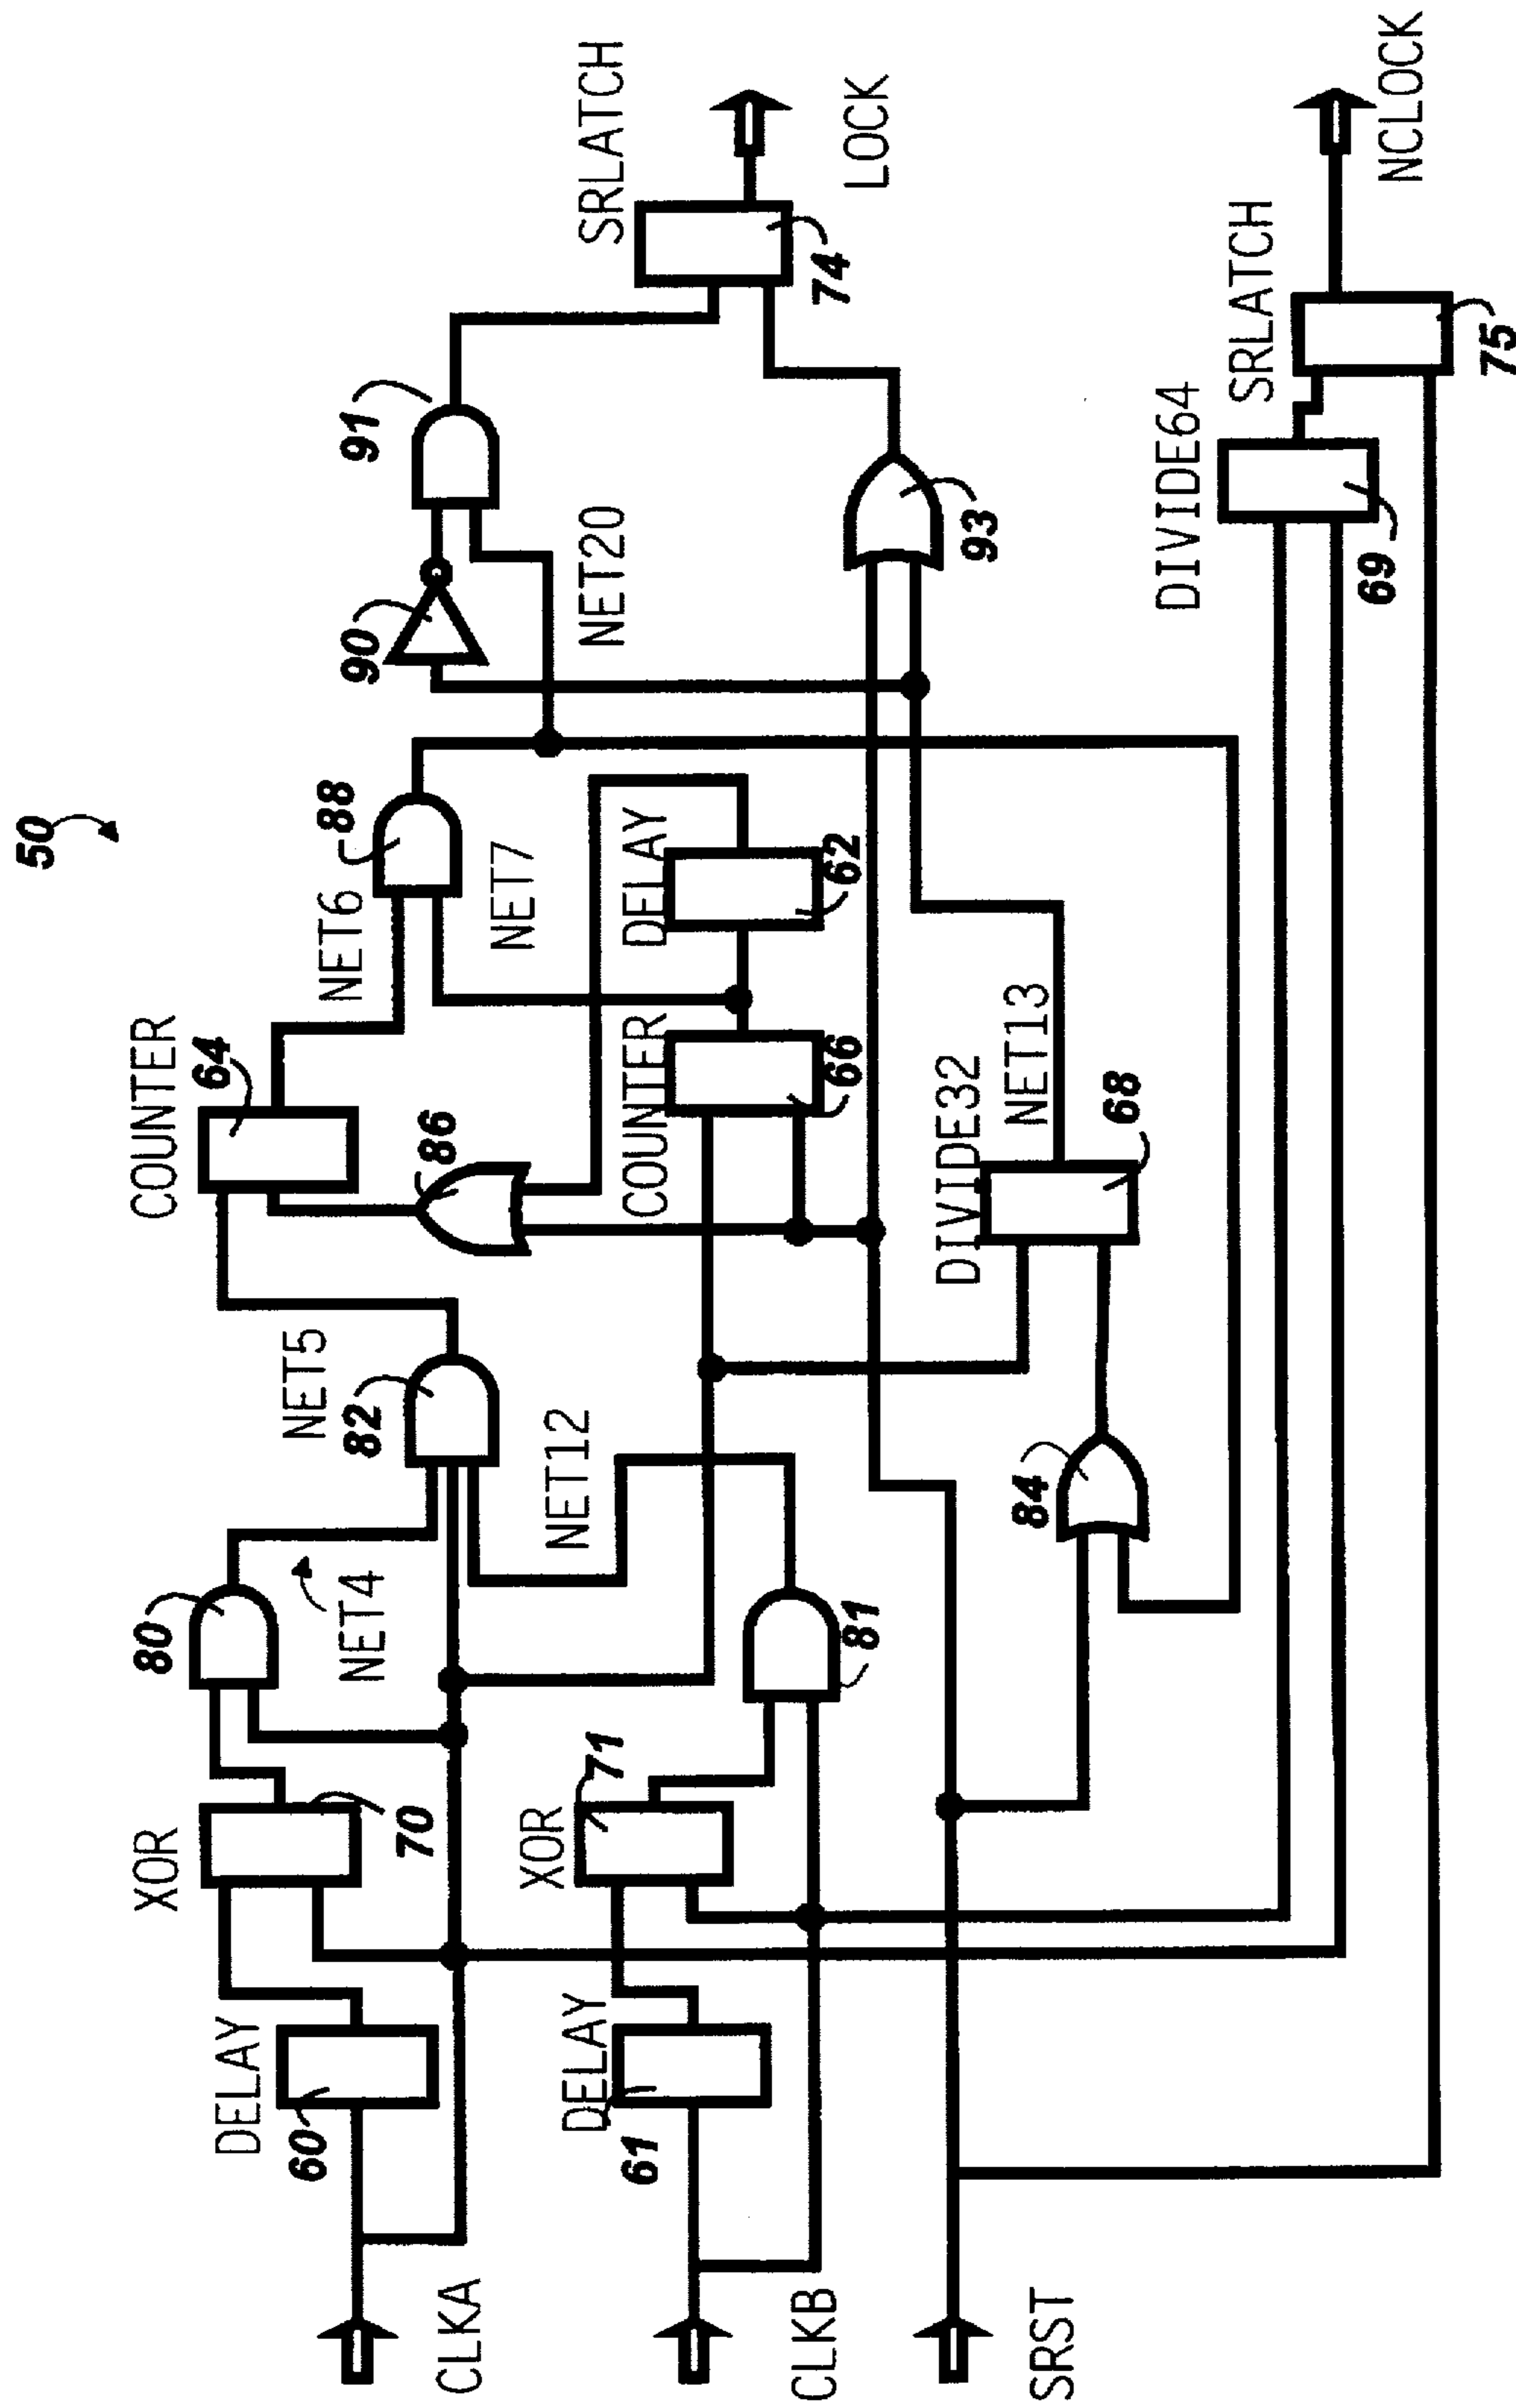 50
CLKA
CLKB
SRST
DELAY
60
DELAY
61
XOR
70
XOR
71
80
NET4
81
NET12
82
NET5
84
COUNTER
64
86
COUNTER
66
DIVIDE32
68
NET13
NET6
88
NET7
DELAY
62
90
NET20
91
93
SRLATCH
74
LOCK
DIVIDE64
69
SRLATCH
75
NCLOCK